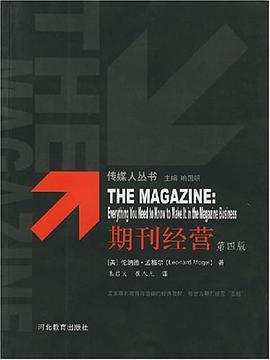 THE
MAGAZINE
传媒人丛书 主编 喻国明
THE MAGAZINE:
Everything You Need to Know to Make It in the Magazine Business
期刊经营 第四版
[美] 伦纳德·孟格尔 (Leonard Mogel) 著
河北教育出版社